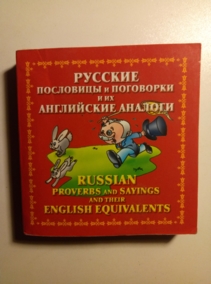 РУССКИЕ
ПОСЛОВИЦЫ и ПОГОВОРКИ
И ИХ
АНГЛИЙСКИЕ АНАЛОГИ
RUSSIAN
PROVERBS AND SAYINGS
AND THEIR
ENGLISH EQUIVALENTS